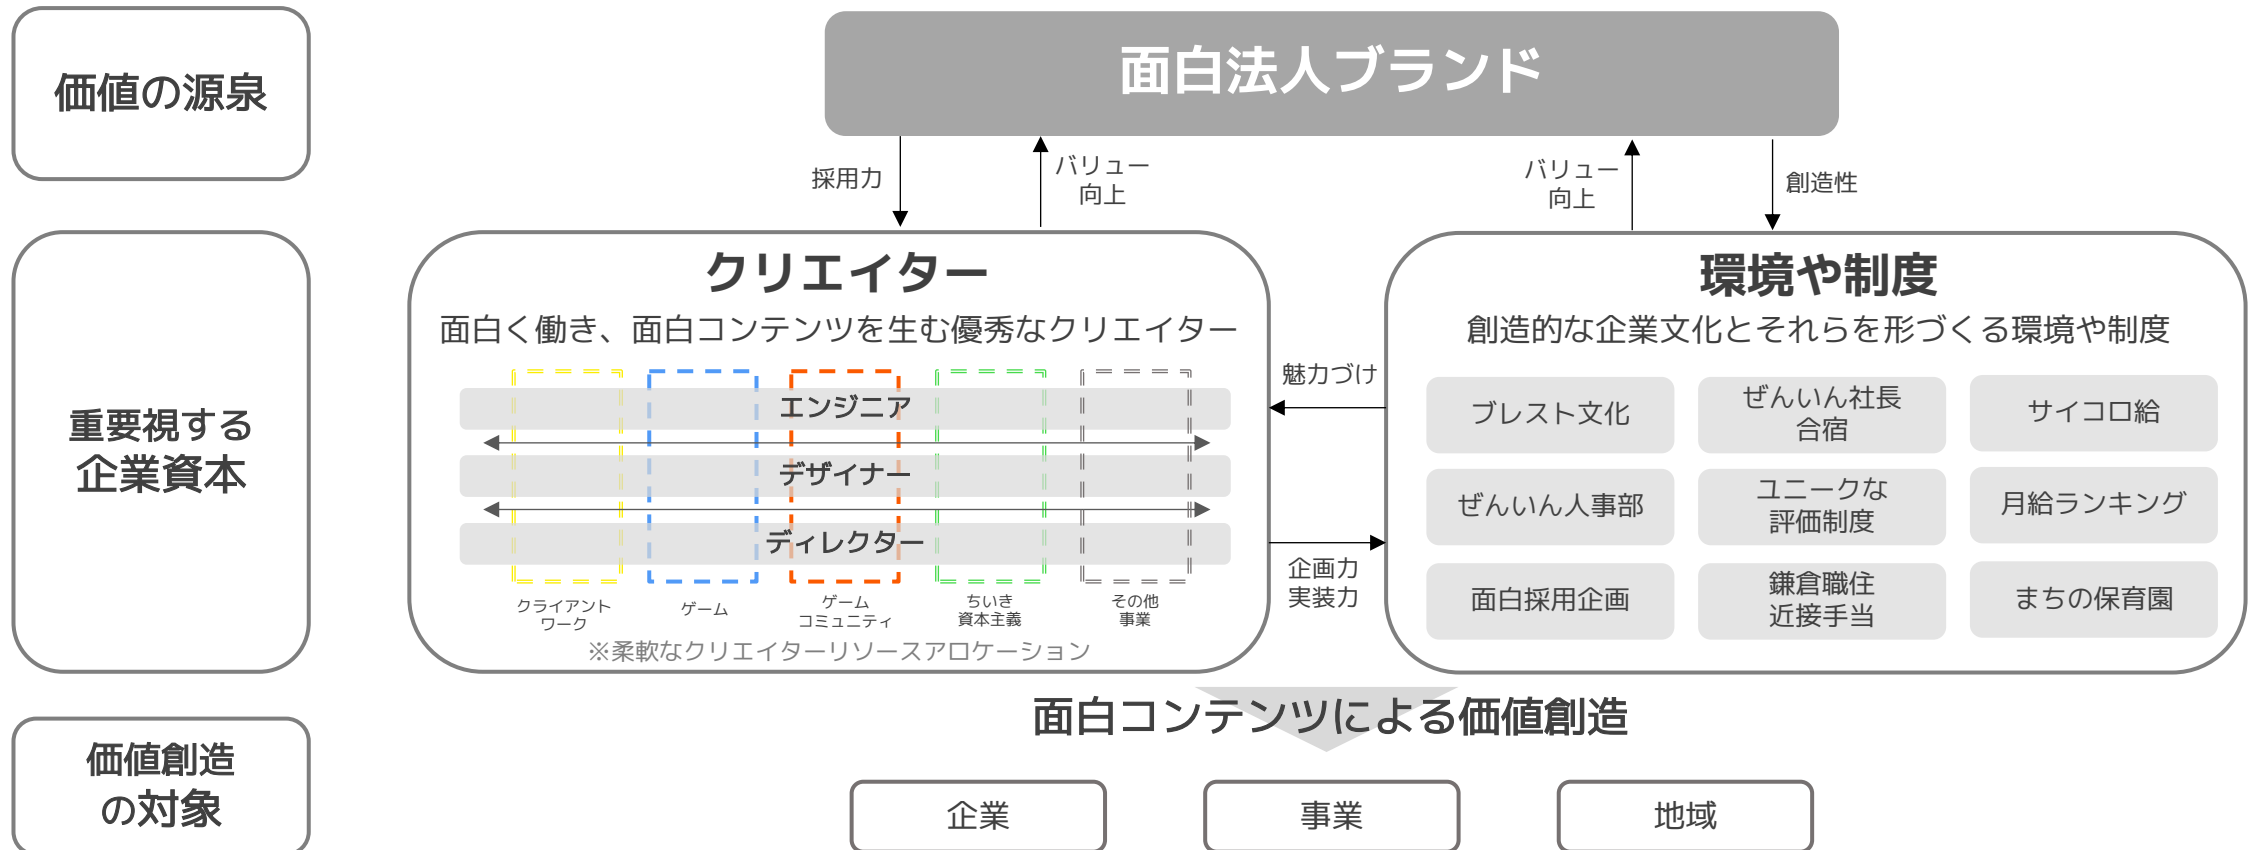 価値の源泉
面白法人ブランド
採用力
バリュー
向上
バリュー
向上
創造性
重要視する
企業資本
クリエイター
面白く働き、面白コンテンツを生む優秀なクリエイター
エンジニア
デザイナー
ディレクター
クライアント
ワーク
ゲーム
ゲーム
コミュニティ
ちいき
資本主義
その他
事業
※柔軟なクリエイターリソースアロケーション
魅力づけ
企画力
実装力
環境や制度
創造的な企業文化とそれらを形づくる環境や制度
ブレスト文化
ぜんいん社長
合宿
サイコロ給
ぜんいん人事部
ユニークな
評価制度
月給ランキング
面白採用企画
鎌倉職住
近接手当
まちの保育園
面白コンテンツによる価値創造
価値創造
の対象
企業
事業
地域